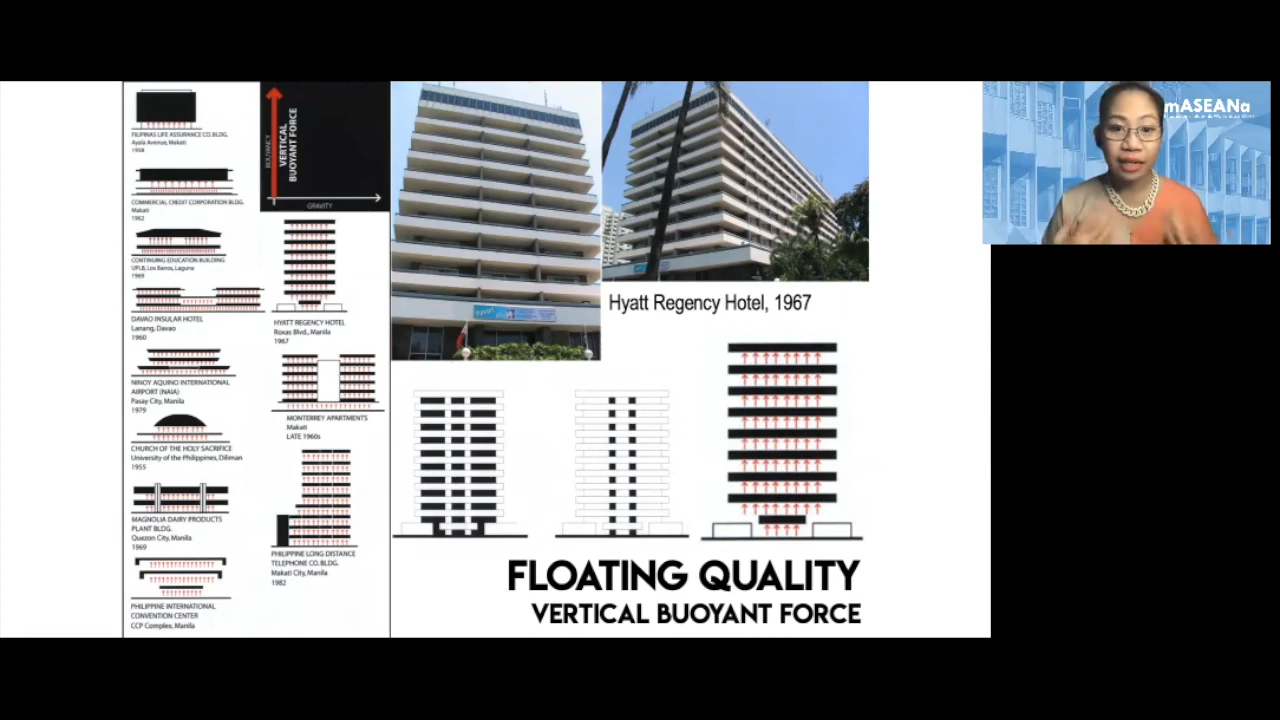 FILIPINAS LIFE ASSURANCE CO. BLDG.
Ayala Avenue, Makati
1958
COMMERCIAL CREDIT CORPORATION BLDG.
Makati
1962
CONTINUING EDUCATION BUILDING
UPLB, Los Banos, Laguna
1969
DAVAO INSULAR HOTEL
Lanang, Davao
1960
NINOY AQUINO INTERNATIONAL
AIRPORT (NAIA)
Pasay City, Manila
1979
CHURCH OF THE HOLY SACRIFICE
University of the Philippines, Diliman
1955
MAGNOLIA DAIRY PRODUCTS
PLANT BLDG.
Quezon City, Manila
1969
PHILIPPINE INTERNATIONAL
CONVENTION CENTER
CCP Complex, Manila
BOUYANCY
VERTICAL
BUOYANT FORCE
GRAVITY
HYATT REGENCY HOTEL
Roxas Blvd., Manila
1967
MONTERREY APARTMENTS
Makati
LATE 1960s
PHILIPPINE LONG DISTANCE
TELEPHONE CO. BLDG.
Makati City, Manila
1982
Hyatt Regency Hotel, 1967
FLOATING QUALITY
VERTICAL BUOYANT FORCE
mASEANa